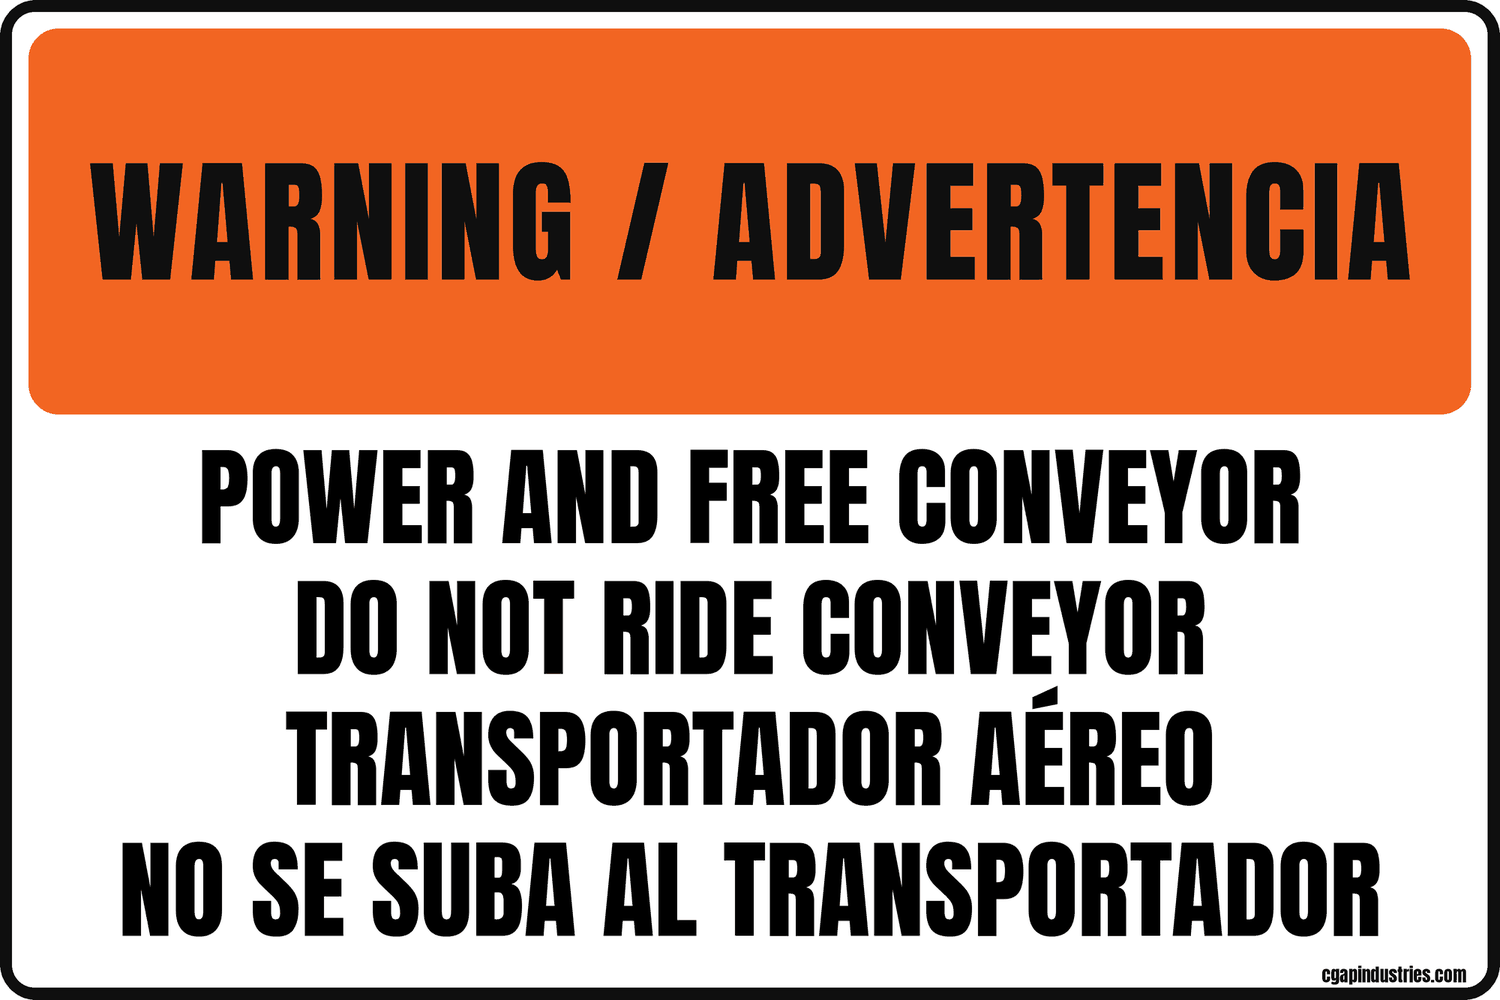 WARNING / ADVERTENCIA
POWER AND FREE CONVEYOR
DO NOT RIDE CONVEYOR
TRANSPORTADOR AÉREO
NO SE SUBA AL TRANSPORTADOR
cgapindustries.com